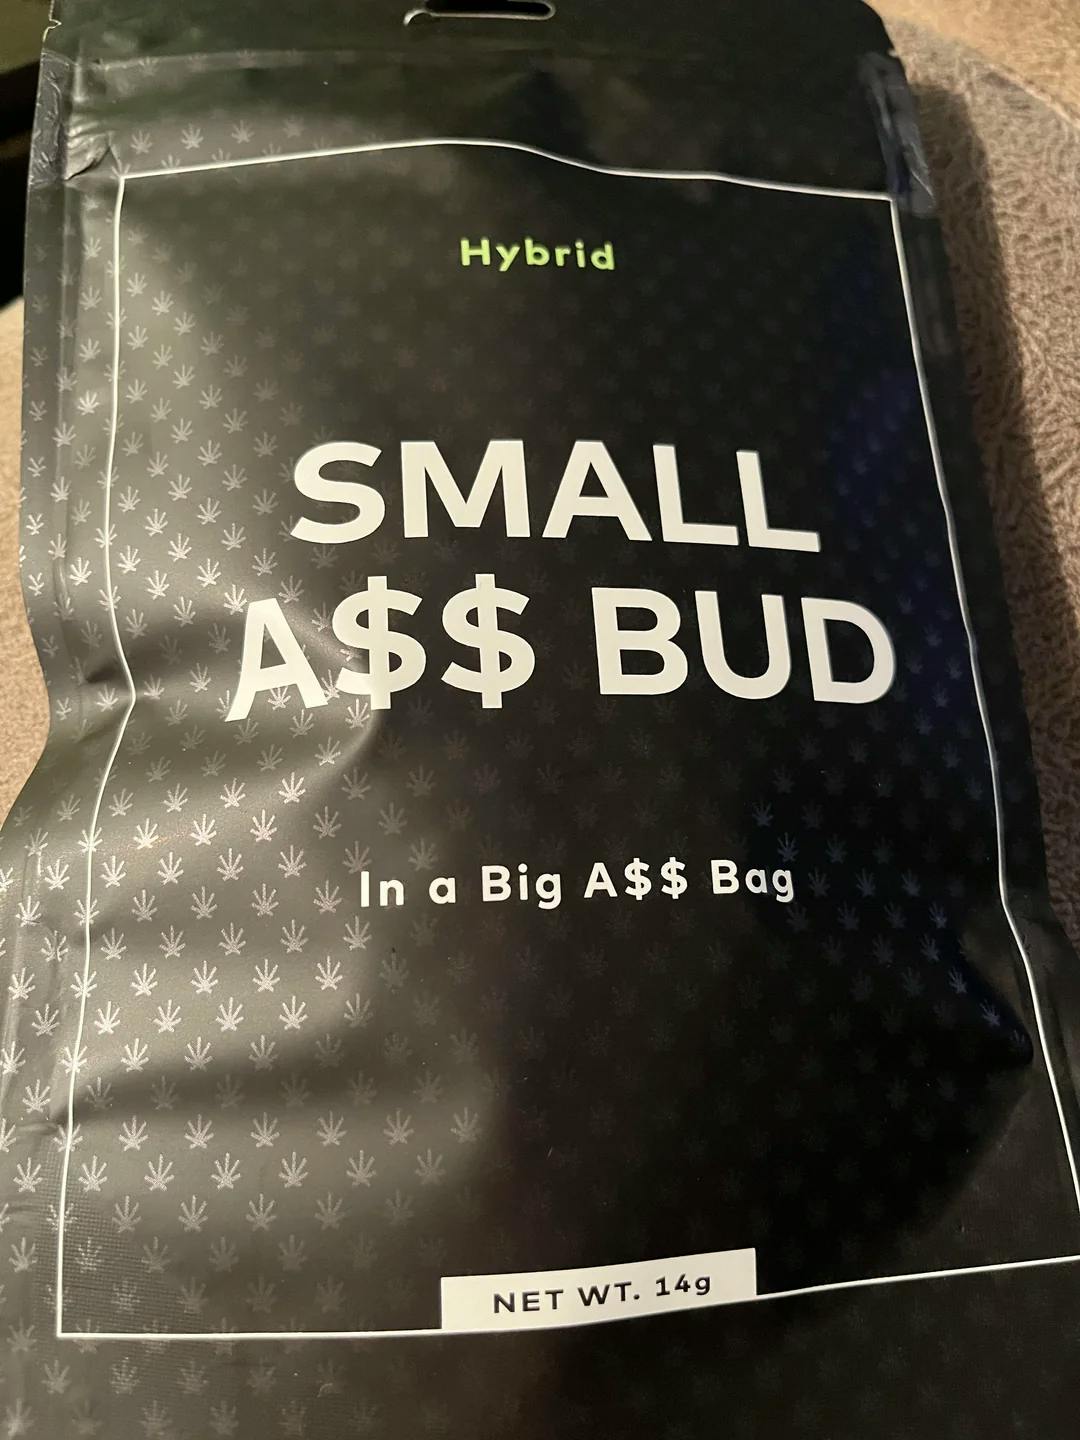 Hybrid
SMALL
A$$ BUD
In a Big A$$ Bag
NET WT. 14g